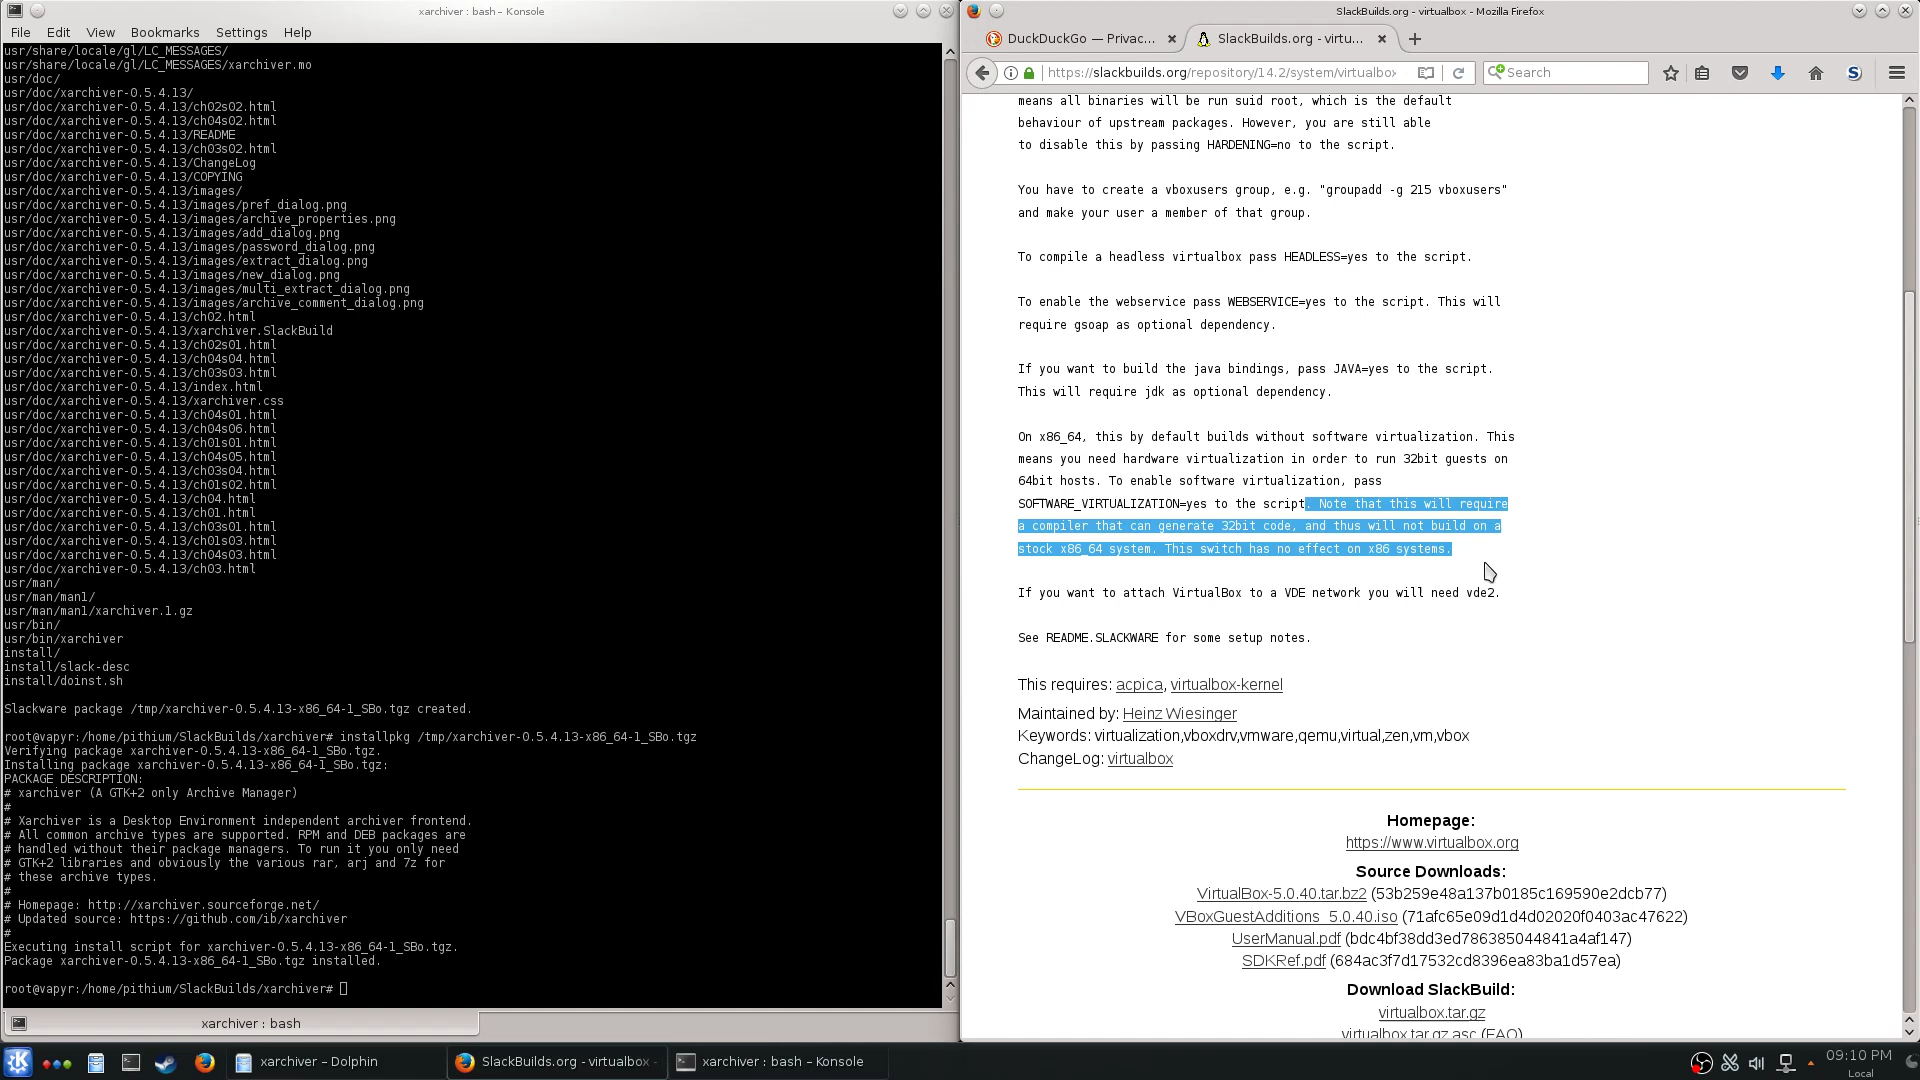 xarchiver : bash – Konsole
File Edit View Bookmarks Settings Help
usr/share/locale/gl/LC_MESSAGES/
usr/share/locale/gl/LC_MESSAGES/xarchiver.mo
usr/doc/
usr/doc/xarchiver-0.5.4.13/
usr/doc/xarchiver-0.5.4.13/ch02s02.html
usr/doc/xarchiver-0.5.4.13/ch04s02.html
usr/doc/xarchiver-0.5.4.13/README
usr/doc/xarchiver-0.5.4.13/ch03s02.html
usr/doc/xarchiver-0.5.4.13/ChangeLog
usr/doc/xarchiver-0.5.4.13/COPYING
usr/doc/xarchiver-0.5.4.13/images/
usr/doc/xarchiver-0.5.4.13/images/pref_dialog.png
usr/doc/xarchiver-0.5.4.13/images/archive_properties.png
usr/doc/xarchiver-0.5.4.13/images/add_dialog.png
usr/doc/xarchiver-0.5.4.13/images/password_dialog.png
usr/doc/xarchiver-0.5.4.13/images/extract_dialog.png
usr/doc/xarchiver-0.5.4.13/images/new_dialog.png
usr/doc/xarchiver-0.5.4.13/images/multi_extract_dialog.png
usr/doc/xarchiver-0.5.4.13/images/archive_comment_dialog.png
usr/doc/xarchiver-0.5.4.13/ch02.html
usr/doc/xarchiver-0.5.4.13/xarchiver.SlackBuild
usr/doc/xarchiver-0.5.4.13/ch02s01.html
usr/doc/xarchiver-0.5.4.13/ch04s04.html
usr/doc/xarchiver-0.5.4.13/ch03s03.html
usr/doc/xarchiver-0.5.4.13/index.html
usr/doc/xarchiver-0.5.4.13/xarchiver.css
usr/doc/xarchiver-0.5.4.13/ch04s01.html
usr/doc/xarchiver-0.5.4.13/ch04s06.html
usr/doc/xarchiver-0.5.4.13/ch01s01.html
usr/doc/xarchiver-0.5.4.13/ch04s05.html
usr/doc/xarchiver-0.5.4.13/ch03s04.html
usr/doc/xarchiver-0.5.4.13/ch01s02.html
usr/doc/xarchiver-0.5.4.13/ch04.html
usr/doc/xarchiver-0.5.4.13/ch01.html
usr/doc/xarchiver-0.5.4.13/ch03s01.html
usr/doc/xarchiver-0.5.4.13/ch01s03.html
usr/doc/xarchiver-0.5.4.13/ch04s03.html
usr/doc/xarchiver-0.5.4.13/ch03.html
usr/man/
usr/man/man1/
usr/man/man1/xarchiver.1.gz
usr/bin/
usr/bin/xarchiver
install/
install/slack-desc
install/doinst.sh
Slackware package /tmp/xarchiver-0.5.4.13-x86_64-1_SBo.tgz created.
root@vapyr:/home/pithium/SlackBuilds/xarchiver# installpkg /tmp/xarchiver-0.5.4.13-x86_64-1_SBo.tgz
Verifying package xarchiver-0.5.4.13-x86_64-1_SBo.tgz.
Installing package xarchiver-0.5.4.13-x86_64-1_SBo.tgz:
PACKAGE DESCRIPTION:
# xarchiver (A GTK+2 only Archive Manager)
#
# Xarchiver is a Desktop Environment independent archiver frontend.
# All common archive types are supported. RPM and DEB packages are
# handled without their package managers. To run it you only need
# GTK+2 libraries and obviously the various rar, arj and 7z for
# these archive types.
#
# Homepage: http://xarchiver.sourceforge.net/
# Updated source: https://github.com/ib/xarchiver
#
Executing install script for xarchiver-0.5.4.13-x86_64-1_SBo.tgz.
Package xarchiver-0.5.4.13-x86_64-1_SBo.tgz installed.
root@vapyr:/home/pithium/SlackBuilds/xarchiver#
xarchiver : bash
SlackBuilds.org - virtualbox - Mozilla Firefox
DuckDuckGo — Privac... SlackBuilds.org - virtu...
https://slackbuilds.org/repository/14.2/system/virtualbox Search
means all binaries will be run suid root, which is the default
behaviour of upstream packages. However, you are still able
to disable this by passing HARDENING=no to the script.
You have to create a vboxusers group, e.g. "groupadd -g 215 vboxusers"
and make your user a member of that group.
To compile a headless virtualbox pass HEADLESS=yes to the script.
To enable the webservice pass WEBSERVICE=yes to the script. This will
require gsoap as optional dependency.
If you want to build the java bindings, pass JAVA=yes to the script.
This will require jdk as optional dependency.
On x86_64, this by default builds without software virtualization. This
means you need hardware virtualization in order to run 32bit guests on
64bit hosts. To enable software virtualization, pass
SOFTWARE_VIRTUALIZATION=yes to the script. Note that this will require
a compiler that can generate 32bit code, and thus will not build on a
stock x86_64 system. This switch has no effect on x86 systems.
If you want to attach VirtualBox to a VDE network you will need vde2.
See README.SLACKWARE for some setup notes.
This requires: acpica, virtualbox-kernel
Maintained by: Heinz Wiesinger
Keywords: virtualization,vboxdrv,vmware,qemu,virtual,zen,vm,vbox
ChangeLog: virtualbox
Homepage:
https://www.virtualbox.org
Source Downloads:
VirtualBox-5.0.40.tar.bz2 (53b259e48a137b0185c169590e2dcb77)
VBoxGuestAdditions_5.0.40.iso (71afc65e09d1d4d02020f0403ac47622)
UserManual.pdf (bdc4bf38dd3ed786385044841a4af147)
SDKRef.pdf (684ac3f7d17532cd8396ea83ba1d57ea)
Download SlackBuild:
virtualbox.tar.gz
virtualbox.tar.gz.asc (FAQ)
xarchiver – Dolphin SlackBuilds.org - virtualbox - xarchiver : bash – Konsole 09:10 PM
Local